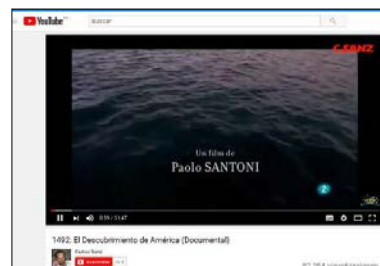 YouTube
Buscar
C.SANZ
Un film de
Paolo SANTONI
2
1492: El Descubrimiento de América (Documental)